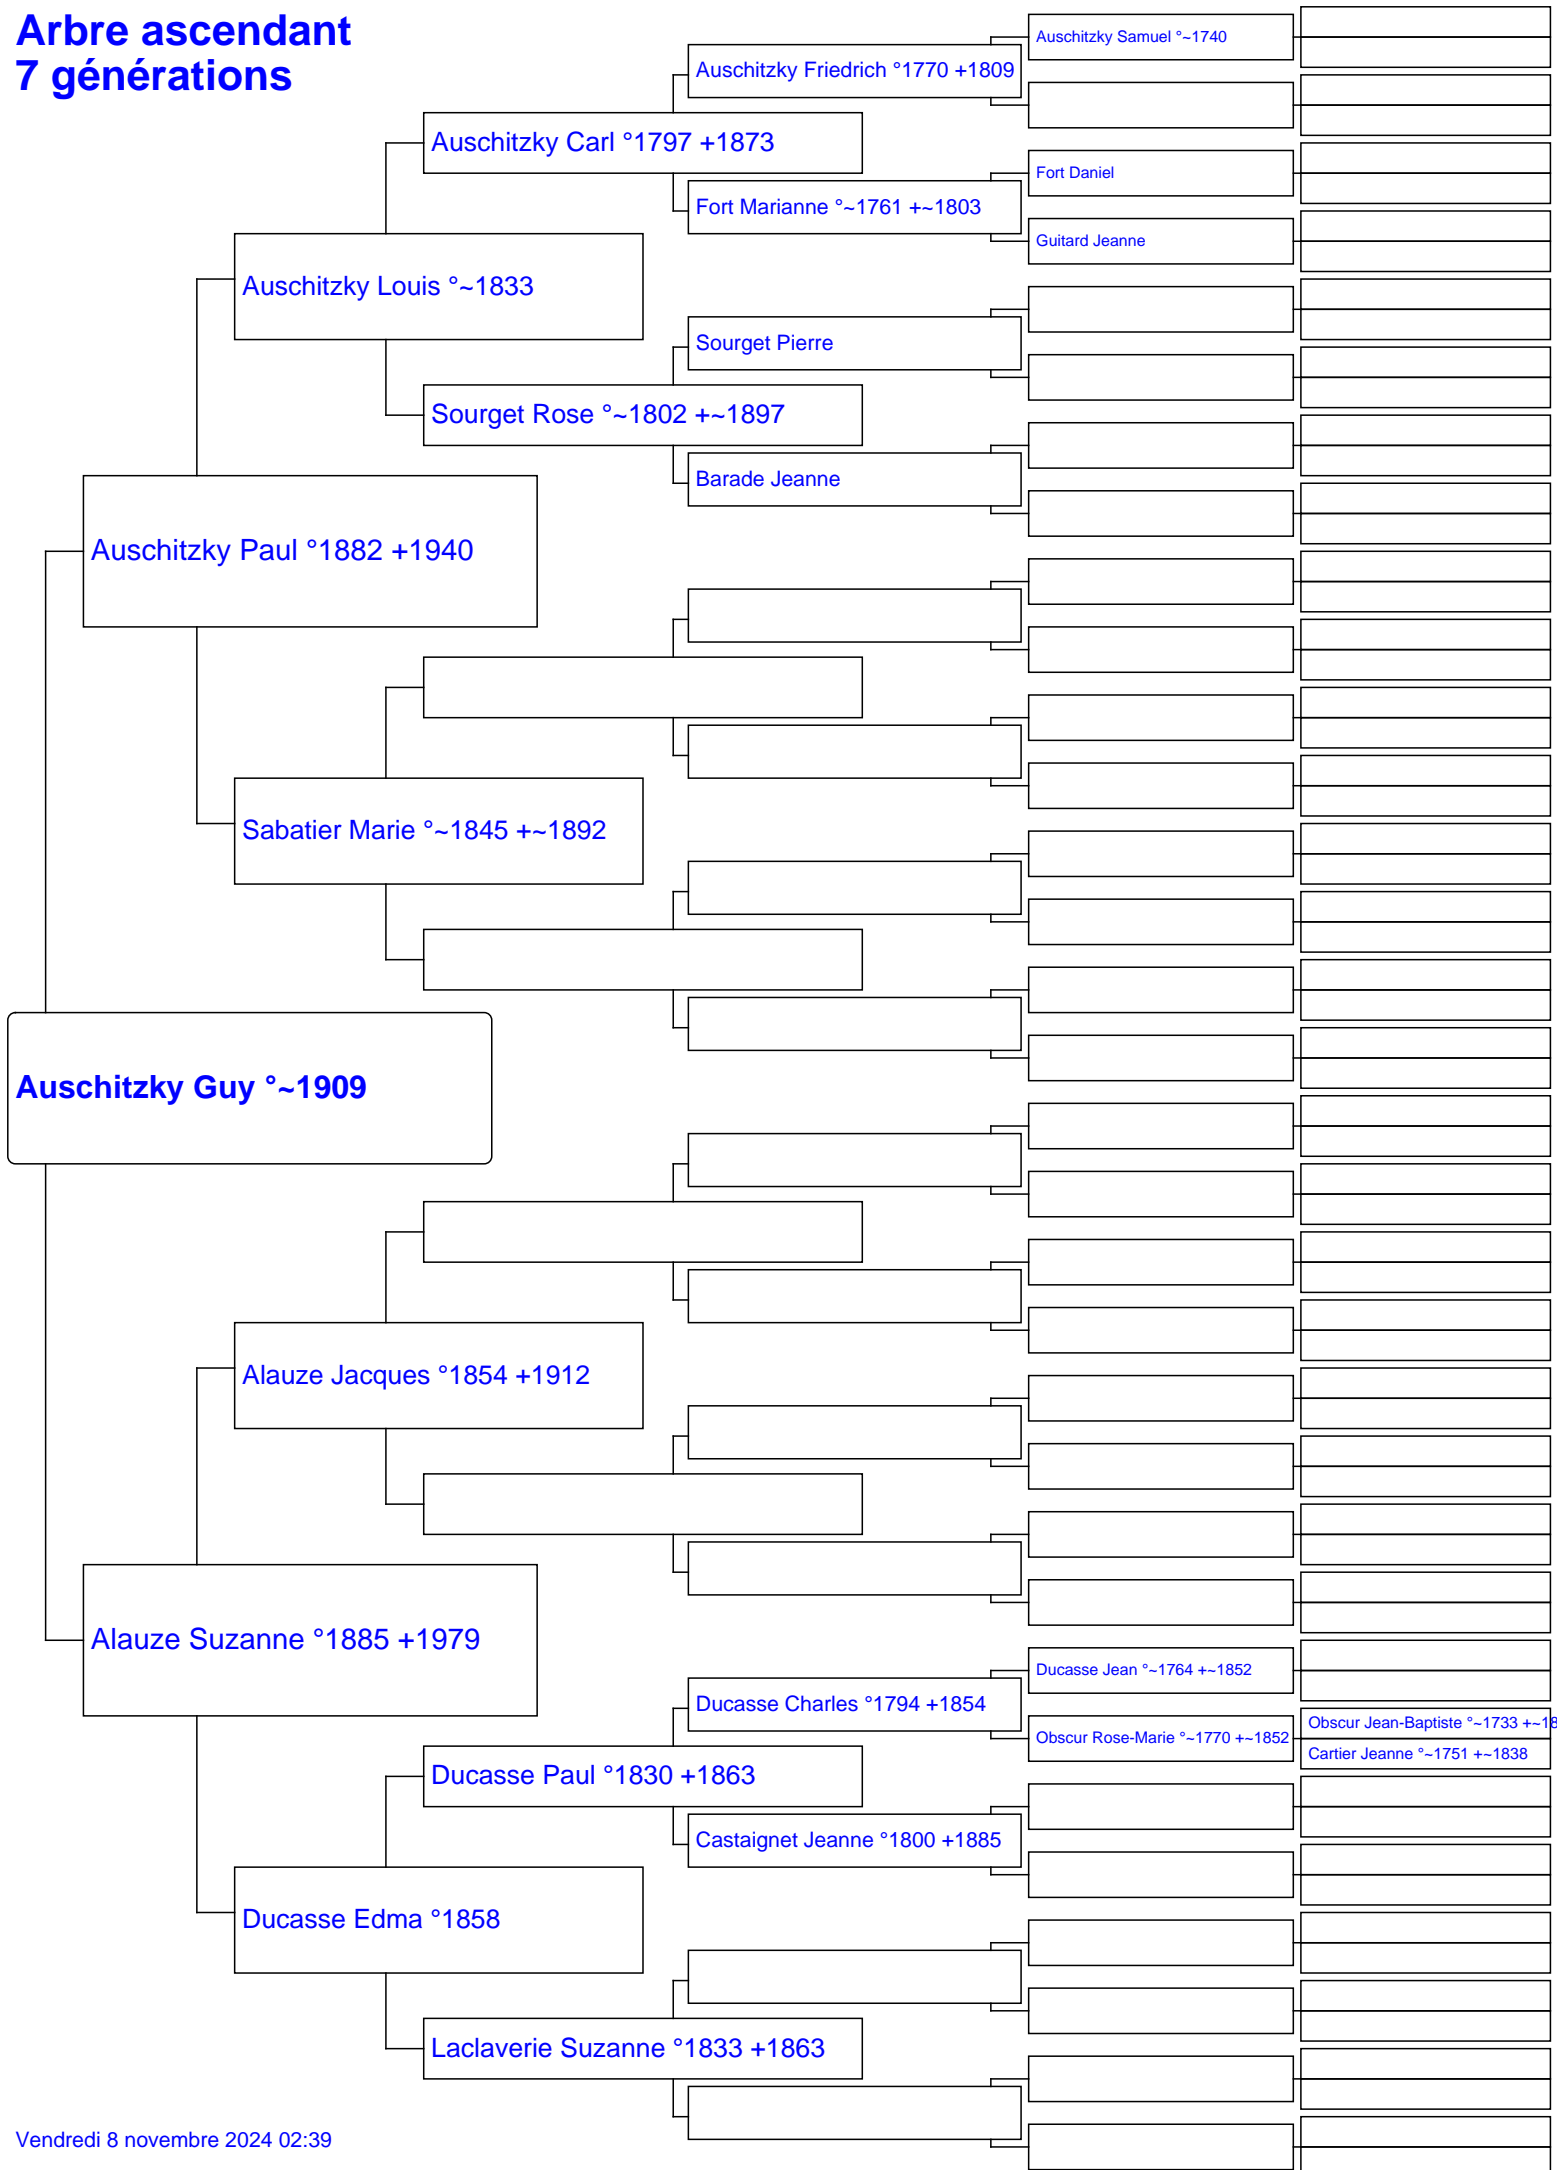 Arbre ascendant
7 générations
Auschitzky Samuel °~1740
Auschitzky Friedrich °1770 +1809
Auschitzky Carl °1797 +1873
Fort Daniel
Fort Marianne °~1761 +~1803
Guitard Jeanne
Auschitzky Louis °~1833
Sourget Pierre
Sourget Rose °~1802 +~1897
Barade Jeanne
Auschitzky Paul °1882 +1940
Sabatier Marie °~1845 +~1892
Auschitzky Guy °~1909
Alauze Jacques °1854 +1912
Alauze Suzanne °1885 +1979
Ducasse Jean °~1764 +~1852
Ducasse Charles °1794 +1854
Obscur Jean-Baptiste °~1733 +~18
Obscur Rose-Marie °~1770 +~1852
Cartier Jeanne °~1751 +~1838
Ducasse Paul °1830 +1863
Castaignet Jeanne °1800 +1885
Ducasse Edma °1858
Laclaverie Suzanne °1833 +1863
Vendredi 8 novembre 2024 02:39